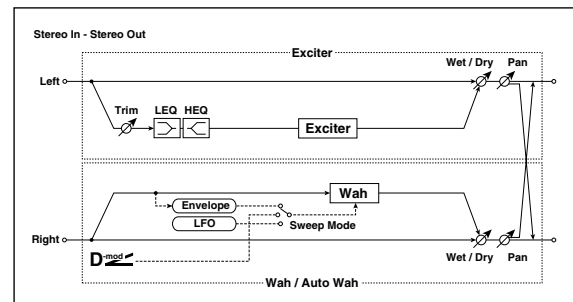 Stereo In - Stereo Out
Exciter
Wet / Dry Pan
Left
Trim LEQ HEQ
Exciter
Envelope
Wah
LFO
Sweep Mode
Right
D-mod
Wet / Dry Pan
Wah / Auto Wah